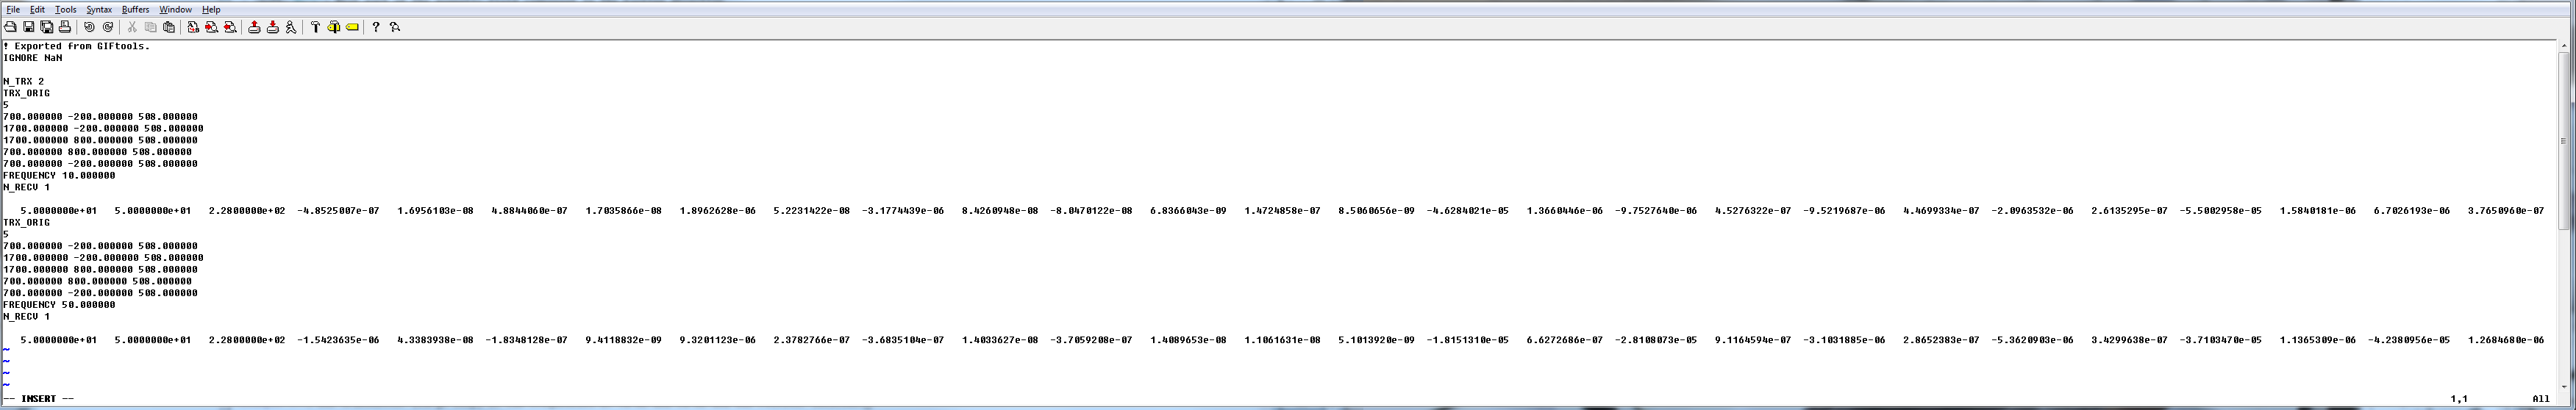 File Edit Tools Syntax Buffers Window Help
! Exported from GIFtools.
IGNORE NaN
N_TRX 2
TRX_ORIG
5
700.000000 -200.000000 508.000000
1700.000000 -200.000000 508.000000
1700.000000 800.000000 508.000000
700.000000 800.000000 508.000000
700.000000 -200.000000 508.000000
FREQUENCY 10.000000
N_RECV 1
5.0000000e+01 5.0000000e+01 2.2800000e+02 -4.8525007e-07 1.6956103e-08 4.8844060e-07 1.7035866e-08 1.8962628e-06 5.2231422e-08 -3.1774439e-06 8.4260948e-08 -8.0470122e-08 6.8366043e-09 1.4724858e-07 8.5060656e-09 -4.6284021e-05 1.3660446e-06 -9.7527640e-06 4.5276322e-07 -9.5219687e-06 4.4699334e-07 -2.0963532e-06 2.6135295e-07 -5.5002958e-05 1.5840181e-06 6.7026193e-06 3.7650960e-07
TRX_ORIG
5
700.000000 -200.000000 508.000000
1700.000000 -200.000000 508.000000
1700.000000 800.000000 508.000000
700.000000 800.000000 508.000000
700.000000 -200.000000 508.000000
FREQUENCY 50.000000
N_RECV 1
5.0000000e+01 5.0000000e+01 2.2800000e+02 -1.5423635e-06 4.3383938e-08 -1.8348128e-07 9.4118832e-09 9.3201123e-06 2.3782766e-07 -3.6835104e-07 1.4033627e-08 -3.7059208e-07 1.4089653e-08 1.1061631e-08 5.1013920e-09 -1.8151310e-05 6.6272686e-07 -2.8108073e-05 9.1164594e-07 -3.1031885e-06 2.8652383e-07 -5.3620903e-06 3.4299638e-07 -3.7103470e-05 1.1365309e-06 -4.2380956e-05 1.2684680e-06
~
~
~
~
-- INSERT -- 1,1 All